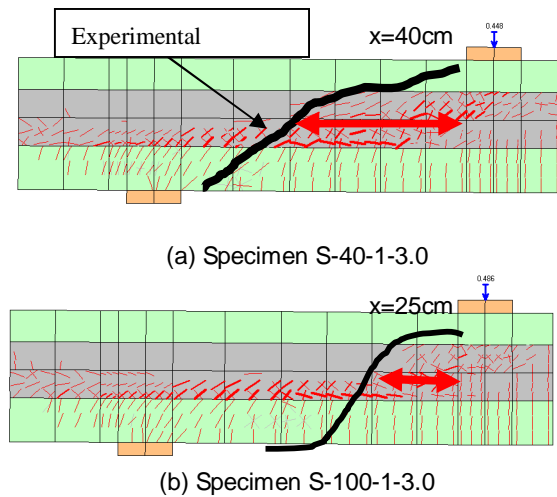 Experimental
x=40cm
0.448
(a) Specimen S-40-1-3.0
x=25cm
0.486
(b) Specimen S-100-1-3.0